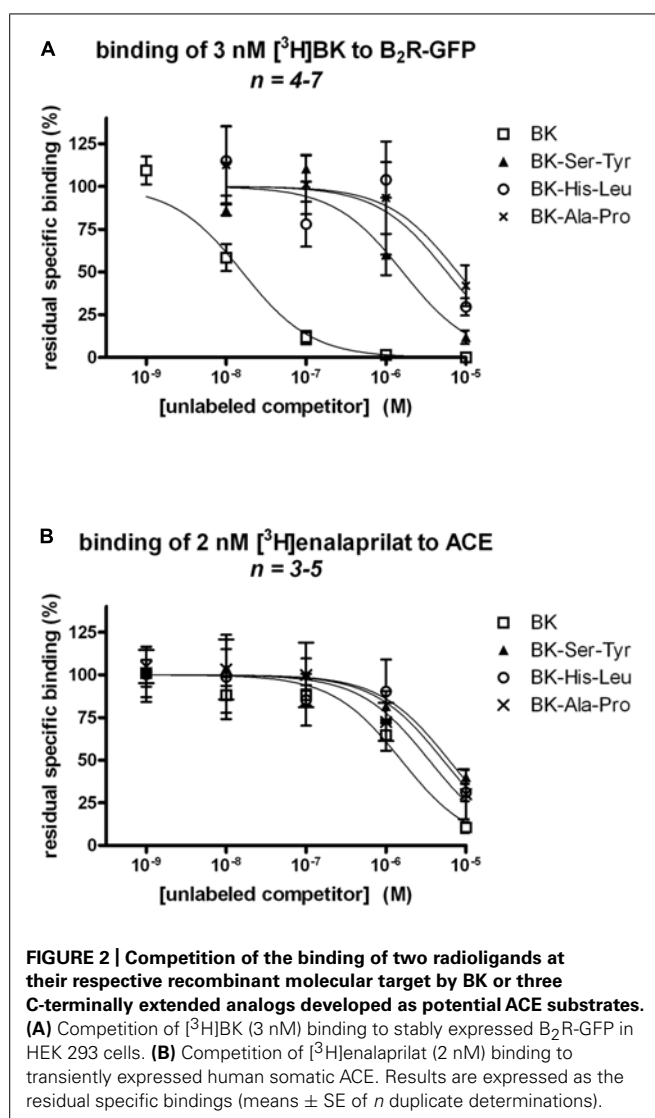 A
binding of 3 nM [³H]BK to B₂R-GFP
n = 4-7
residual specific binding (%)
125
100
75
50
25
0
10⁻⁹
10⁻⁸
10⁻⁷
10⁻⁶
10⁻⁵
[unlabeled competitor] (M)
BK
BK-Ser-Tyr
BK-His-Leu
BK-Ala-Pro
B
binding of 2 nM [³H]enalaprilat to ACE
n = 3-5
residual specific binding (%)
125
100
75
50
25
0
10⁻⁹
10⁻⁸
10⁻⁷
10⁻⁶
10⁻⁵
[unlabeled competitor] (M)
BK
BK-Ser-Tyr
BK-His-Leu
BK-Ala-Pro
FIGURE 2 | Competition of the binding of two radioligands at
their respective recombinant molecular target by BK or three
C-terminally extended analogs developed as potential ACE substrates.
(A) Competition of [³H]BK (3 nM) binding to stably expressed B₂R-GFP in
HEK 293 cells. (B) Competition of [³H]enalaprilat (2 nM) binding to
transiently expressed human somatic ACE. Results are expressed as the
residual specific bindings (means ± SE of n duplicate determinations).